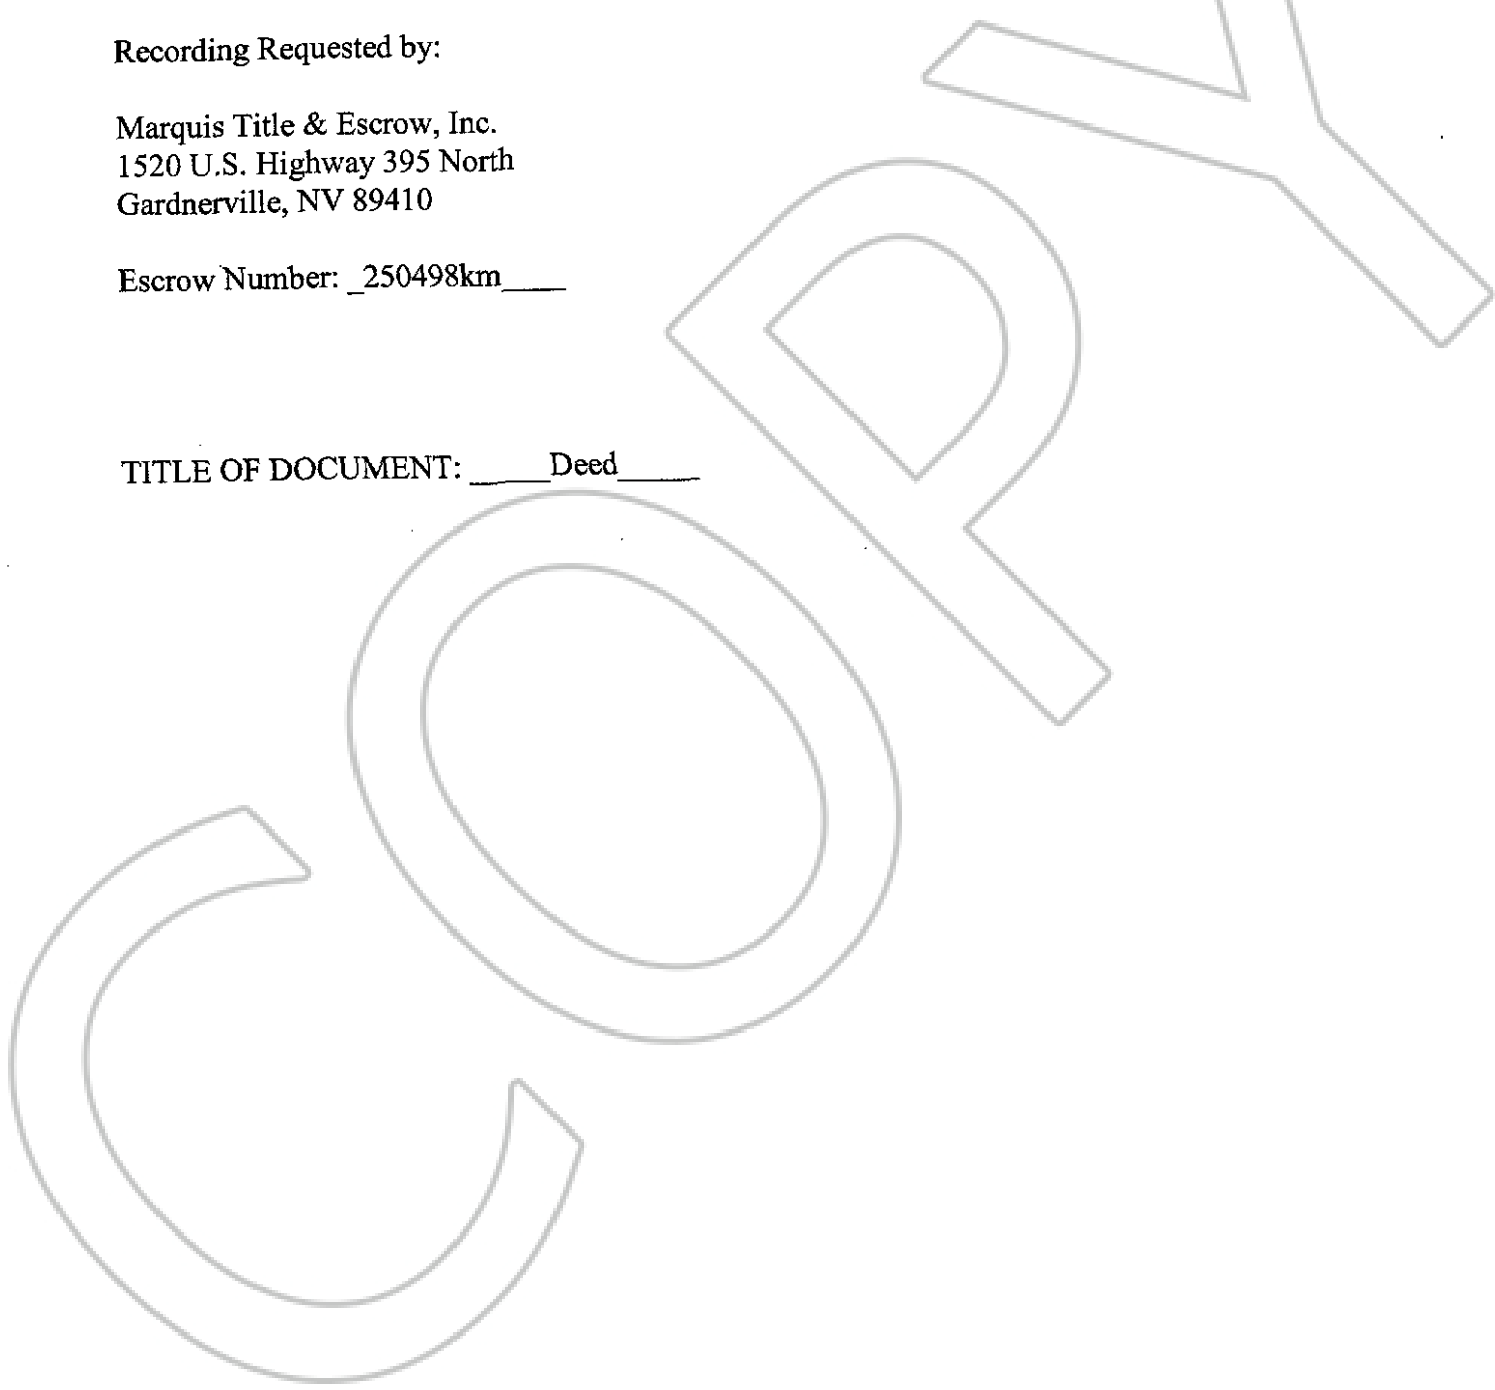 Recording Requested by:
Marquis Title & Escrow, Inc.
1520 U.S. Highway 395 North
Gardnerville, NV 89410
Escrow Number: _250498km____
TITLE OF DOCUMENT: _____Deed_____
COPY